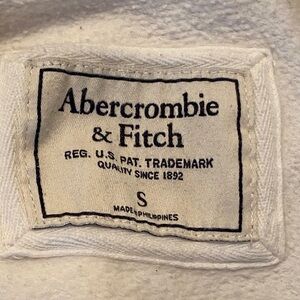 Abercrombie
& Fitch
REG. U.S. PAT. TRADEMARK
QUALITY SINCE 1892
S
MADE IN PHILIPPINES